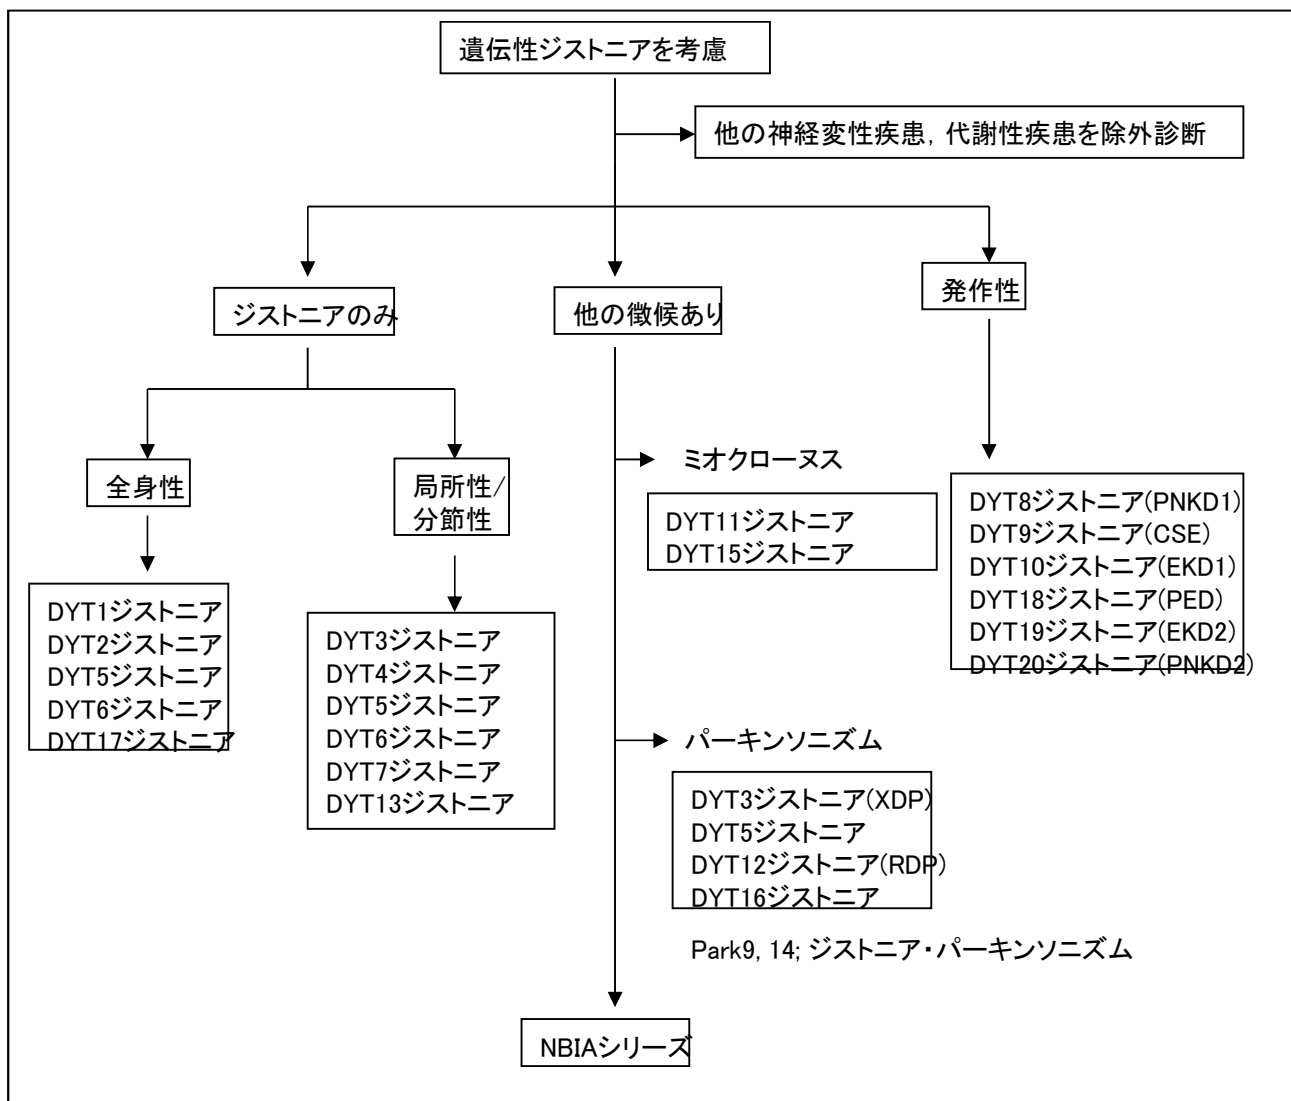 遺伝性ジストニアを考慮
他の神経変性疾患, 代謝性疾患を除外診断
ジストニアのみ
他の徴候あり
発作性
全身性
局所性/
分節性
DYT1ジストニア
DYT2ジストニア
DYT5ジストニア
DYT6ジストニア
DYT17ジストニア
DYT3ジストニア
DYT4ジストニア
DYT5ジストニア
DYT6ジストニア
DYT7ジストニア
DYT13ジストニア
ミオクローヌス
DYT11ジストニア
DYT15ジストニア
パーキンソニズム
DYT3ジストニア(XDP)
DYT5ジストニア
DYT12ジストニア(RDP)
DYT16ジストニア
Park9, 14; ジストニア・パーキンソニズム
NBIAシリーズ
DYT8ジストニア(PNKD1)
DYT9ジストニア(CSE)
DYT10ジストニア(EKD1)
DYT18ジストニア(PED)
DYT19ジストニア(EKD2)
DYT20ジストニア(PNKD2)